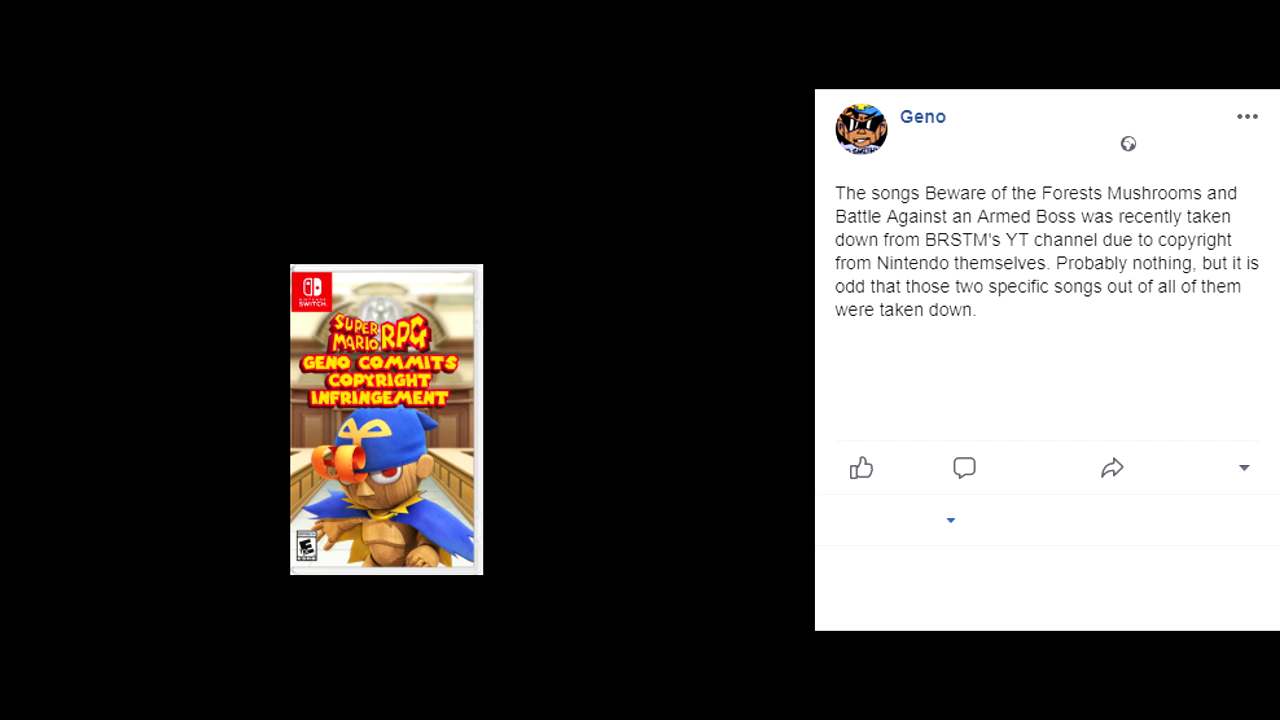 NINTENDO
SWITCH
SUPER
MARIO RPG
GENO COMMITS
COPYRIGHT
INFRINGEMENT
E
Geno
The songs Beware of the Forests Mushrooms and
Battle Against an Armed Boss was recently taken
down from BRSTM's YT channel due to copyright
from Nintendo themselves. Probably nothing, but it is
odd that those two specific songs out of all of them
were taken down.